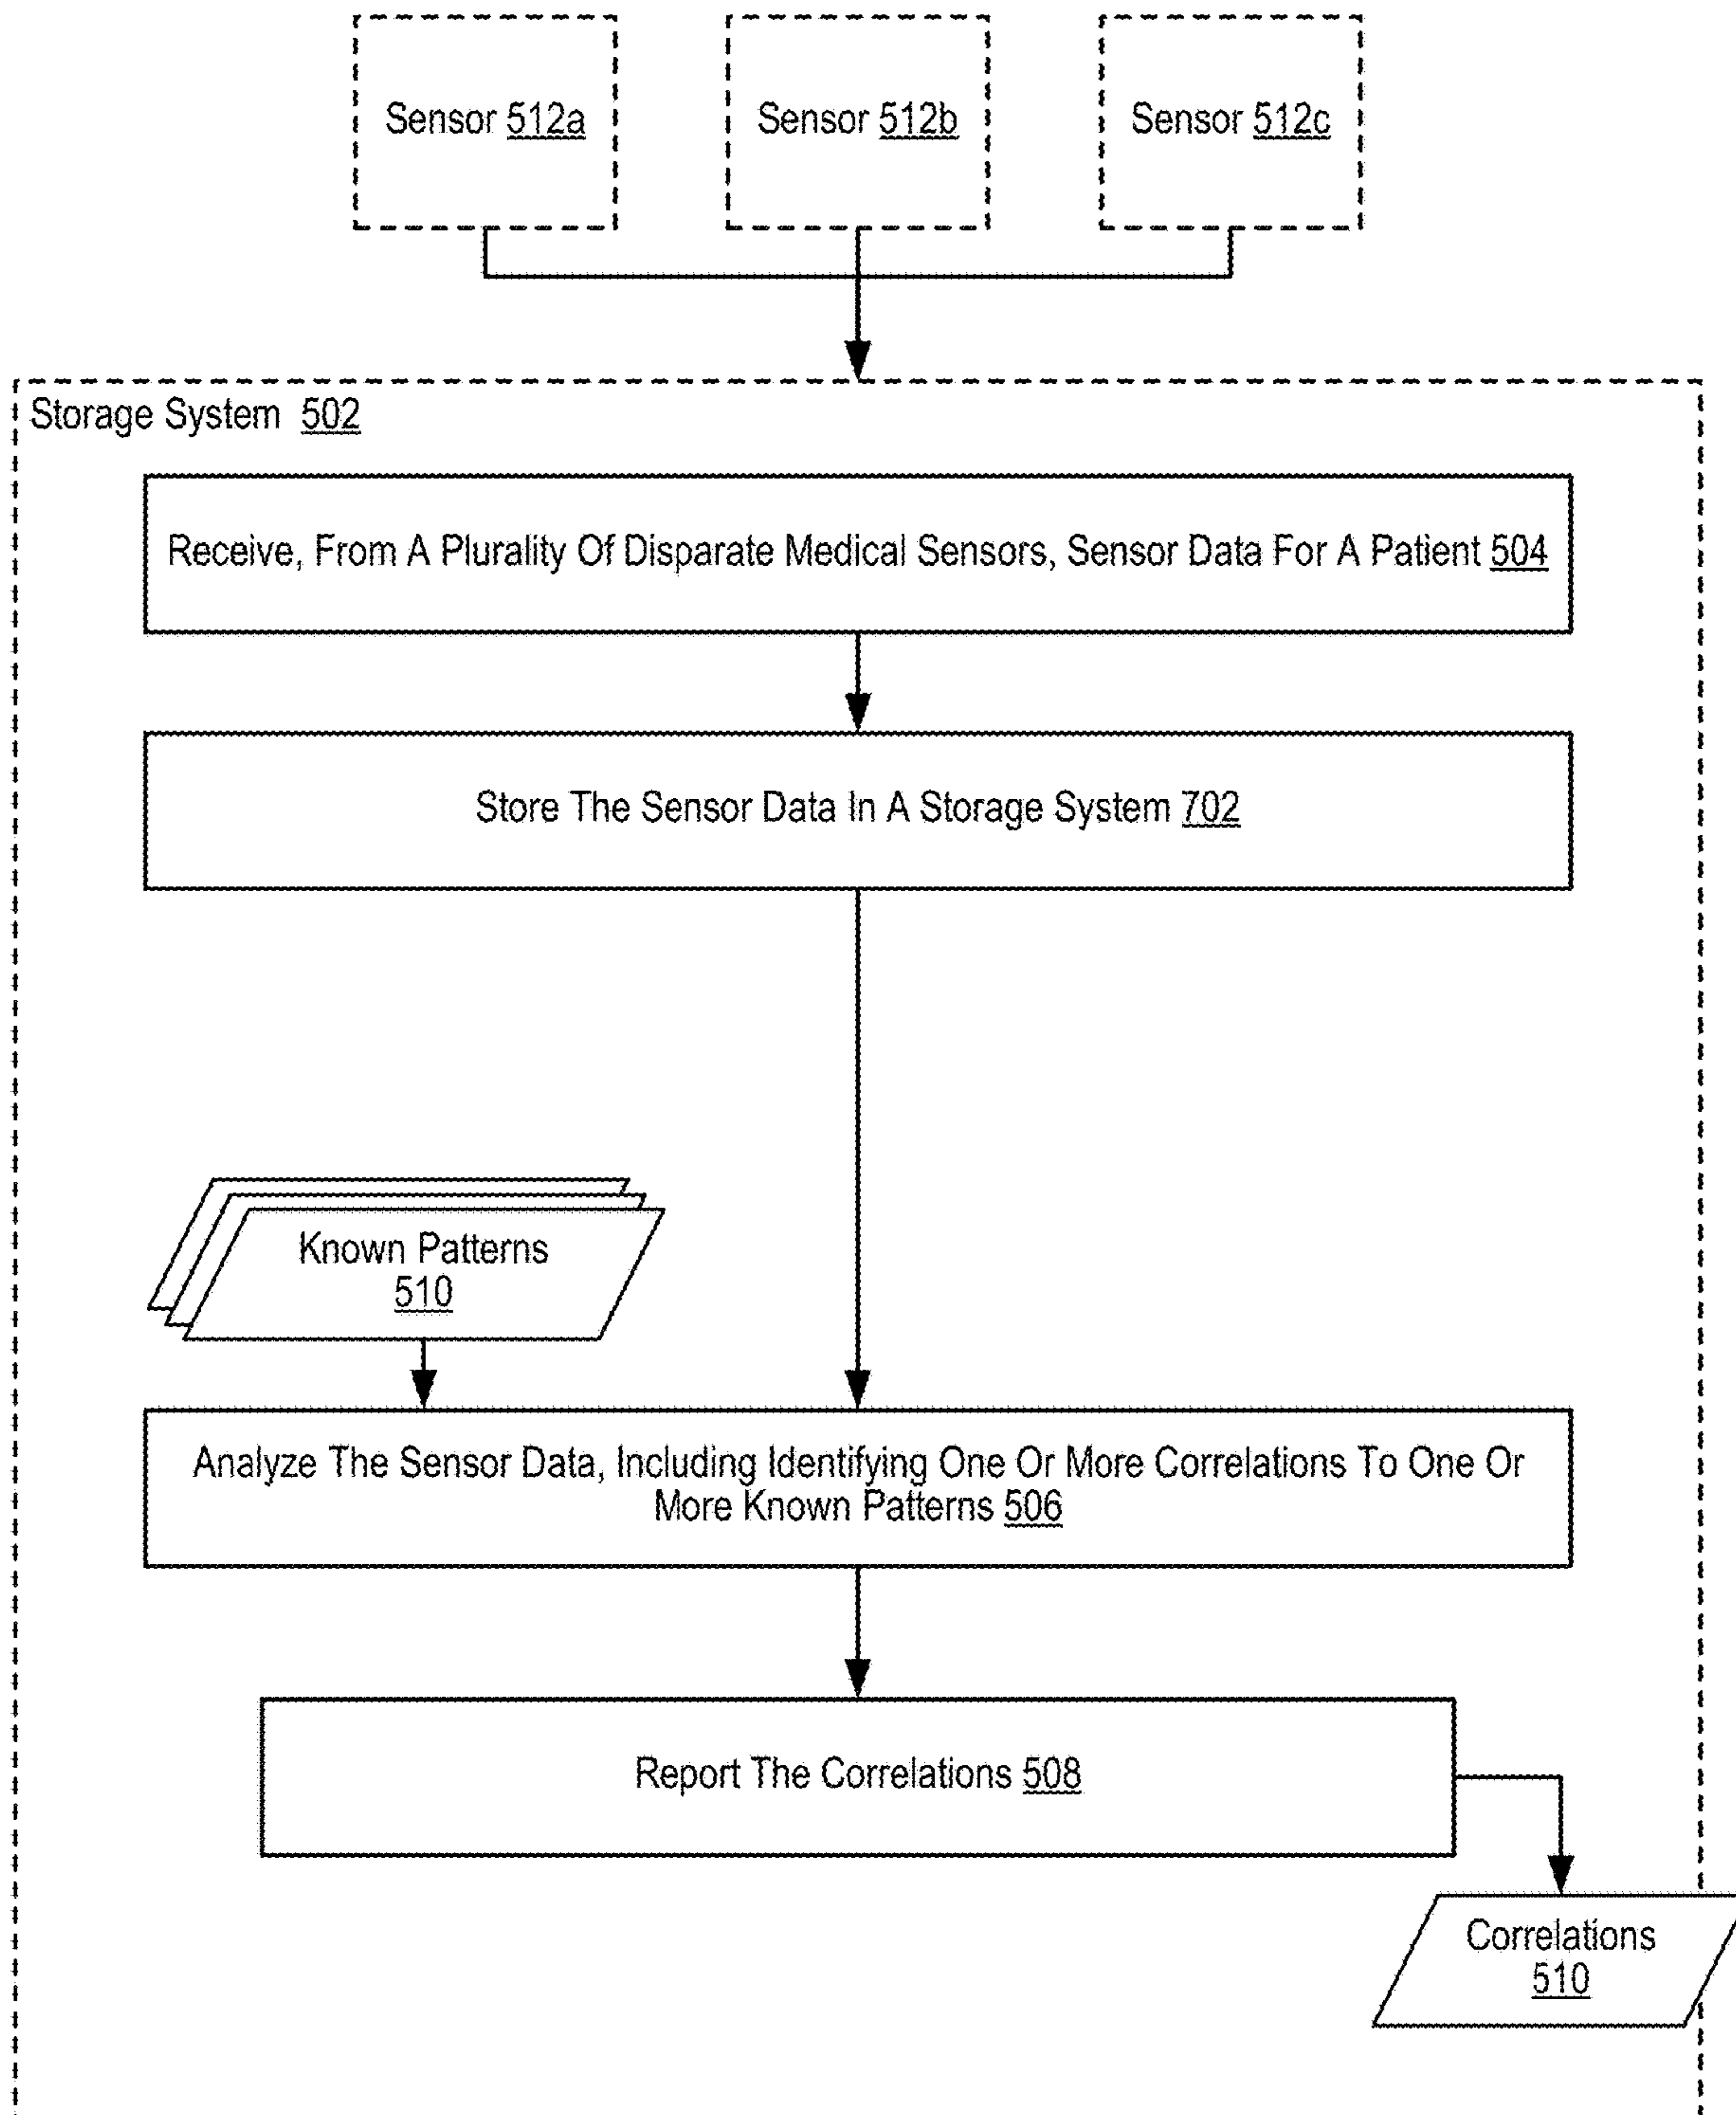 Sensor 512a
Sensor 512b
Sensor 512c
Storage System 502
Receive, From A Plurality Of Disparate Medical Sensors, Sensor Data For A Patient 504
Store The Sensor Data In A Storage System 702
Known Patterns
510
Analyze The Sensor Data, Including Identifying One Or More Correlations To One Or
More Known Patterns 506
Report The Correlations 508
Correlations
510